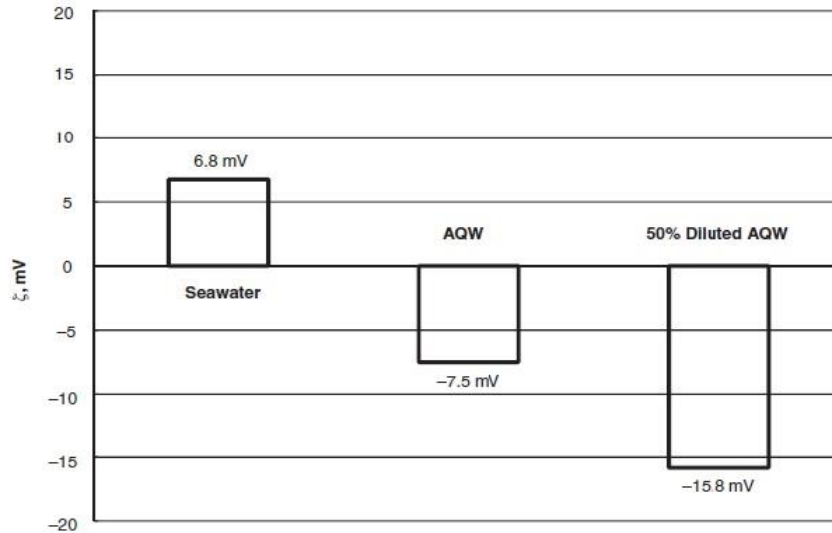 20
15
10
6.8 mV
5
AQW
50% Diluted AQW
0
ζ, mV
Seawater
–5
–7.5 mV
–10
–15
–15.8 mV
–20